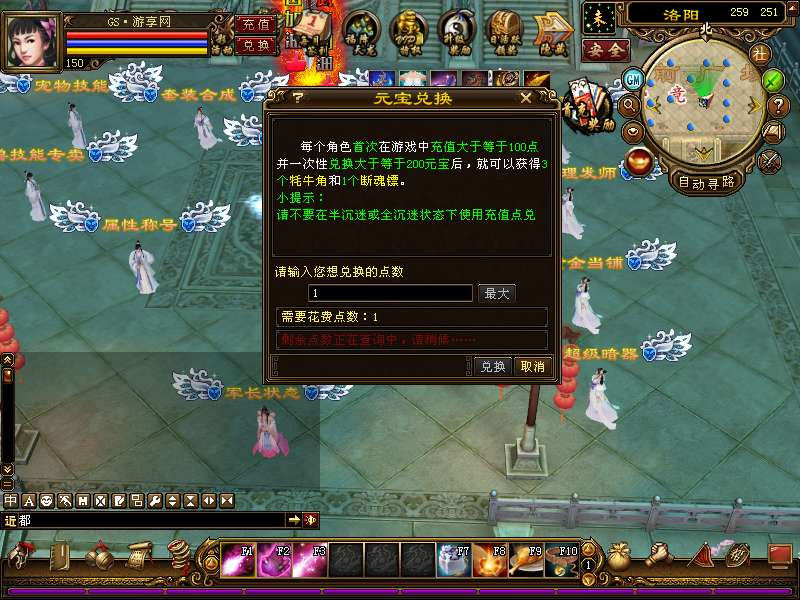 GS·游享网
充值
兑换
150
洛阳
259 251
北
未
安全
社
GM
自动寻路
宠物技能
套装合成
兽技能专卖
属性称号
理发师
金当铺
超级暗器
军长状态
?
元宝兑换
×
每个角色首次在游戏中充值大于等于100点
并一次性兑换大于等于200元宝后，就可以获得3
个牦牛角和1个断魂镖。
小提示：
请不要在半沉迷或全沉迷状态下使用充值点兑
请输入您想兑换的点数
1
最大
需要花费点数：1
剩余点数正在查询中，请稍候……
兑换
取消
中 A
近都
F1 F2 F3 F7 F8 F9 F10
1